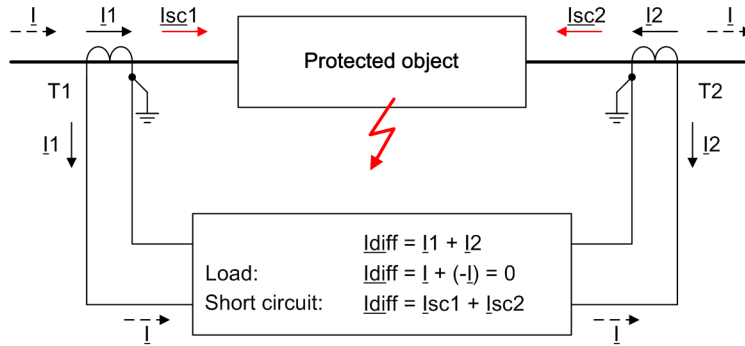 I I1 Isc1 Isc2 I2 I
Protected object
T1 T2
I1 I2
Idiff = I1 + I2
Load: Idiff = I + (-I) = 0
Short circuit: Idiff = Isc1 + Isc2
I I